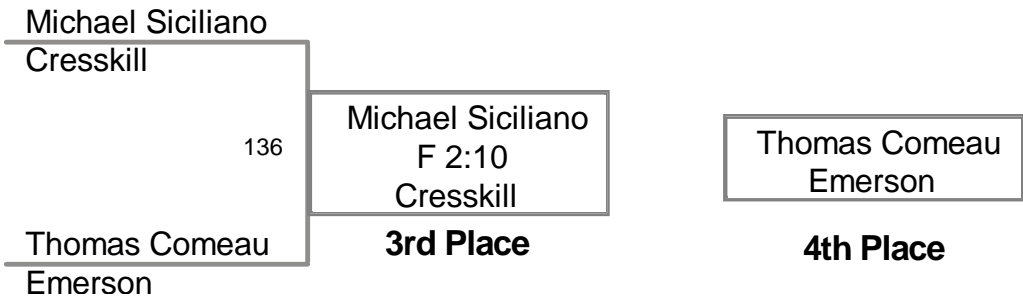 Michael Siciliano
Cresskill
136
Thomas Comeau
Emerson
Michael Siciliano
F 2:10
Cresskill
3rd Place
Thomas Comeau
Emerson
4th Place